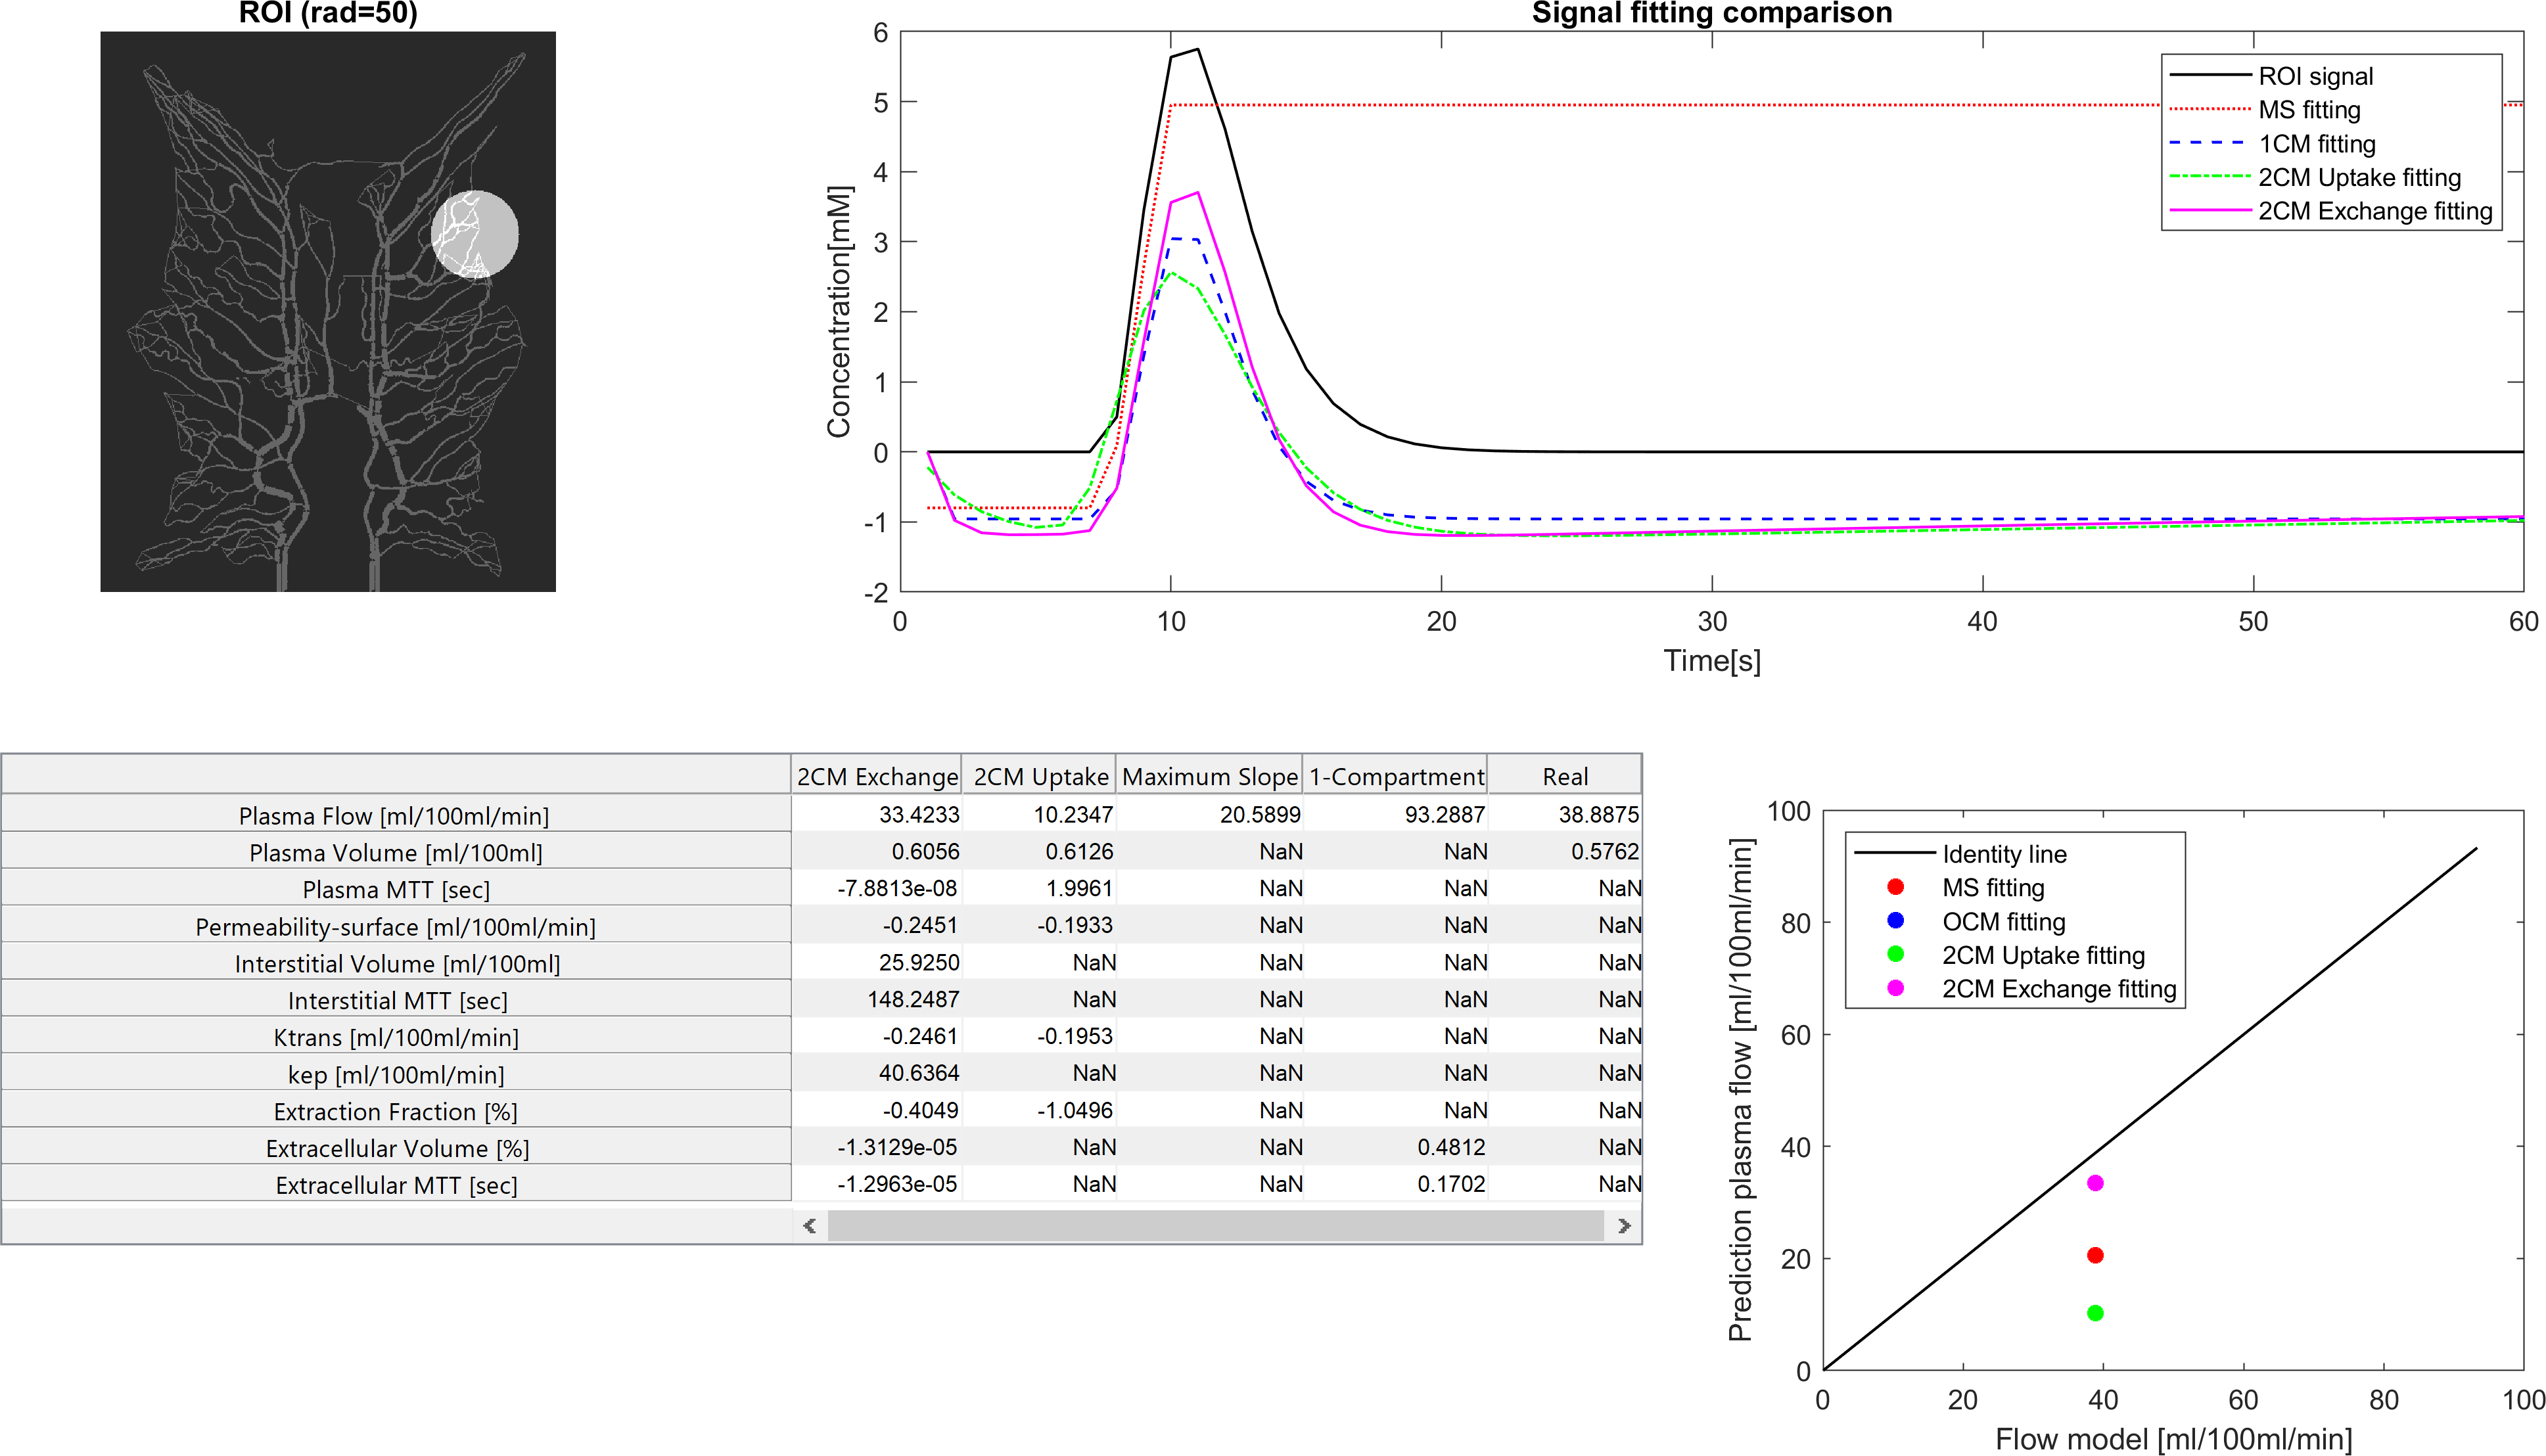 ROI (rad=50)
Signal fitting comparison
6
5
4
3
2
1
0
-1
-2
Concentration[mM]
0
10
20
30
40
50
60
Time[s]
ROI signal
MS fitting
1CM fitting
2CM Uptake fitting
2CM Exchange fitting
2CM Exchange 2CM Uptake Maximum Slope 1-Compartment Real
Plasma Flow [ml/100ml/min] 33.4233 10.2347 20.5899 93.2887 38.8875
Plasma Volume [ml/100ml] 0.6056 0.6126 NaN NaN 0.5762
Plasma MTT [sec] -7.8813e-08 1.9961 NaN NaN NaN
Permeability-surface [ml/100ml/min] -0.2451 -0.1933 NaN NaN NaN
Interstitial Volume [ml/100ml] 25.9250 NaN NaN NaN NaN
Interstitial MTT [sec] 148.2487 NaN NaN NaN NaN
Ktrans [ml/100ml/min] -0.2461 -0.1953 NaN NaN NaN
kep [ml/100ml/min] 40.6364 NaN NaN NaN NaN
Extraction Fraction [%] -0.4049 -1.0496 NaN NaN NaN
Extracellular Volume [%] -1.3129e-05 NaN NaN 0.4812 NaN
Extracellular MTT [sec] -1.2963e-05 NaN NaN 0.1702 NaN
100
80
60
40
20
0
Prediction plasma flow [ml/100ml/min]
Identity line
MS fitting
OCM fitting
2CM Uptake fitting
2CM Exchange fitting
0
20
40
60
80
100
Flow model [ml/100ml/min]